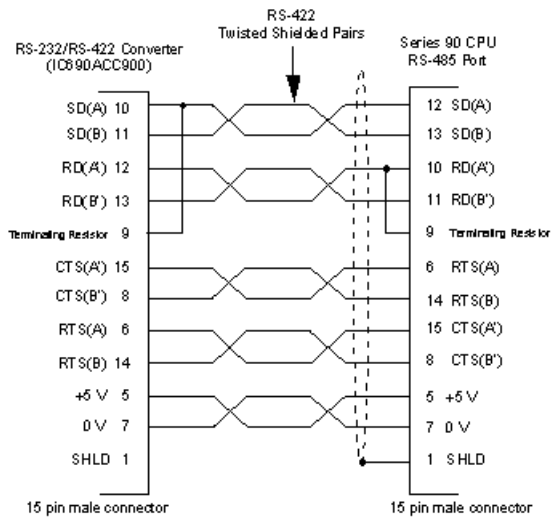 RS-422
Twisted Shielded Pairs
RS-232/RS-422 Converter
(IC690ACC900)
Series 90 CPU
RS-485 Port
SD(A) 10
12 SD(A)
SD(B) 11
13 SD(B)
RD(A') 12
10 RD(A')
RD(B') 13
11 RD(B')
Terminating Resistor 9
9 Terminating Resistor
CTS(A') 15
6 RTS(A)
CTS(B') 8
14 RTS(B)
RTS(A) 6
15 CTS(A')
RTS(B) 14
8 CTS(B')
+5 V 5
5 +5 V
0 V 7
7 0 V
SHLD 1
1 SHLD
15 pin male connector
15 pin male connector